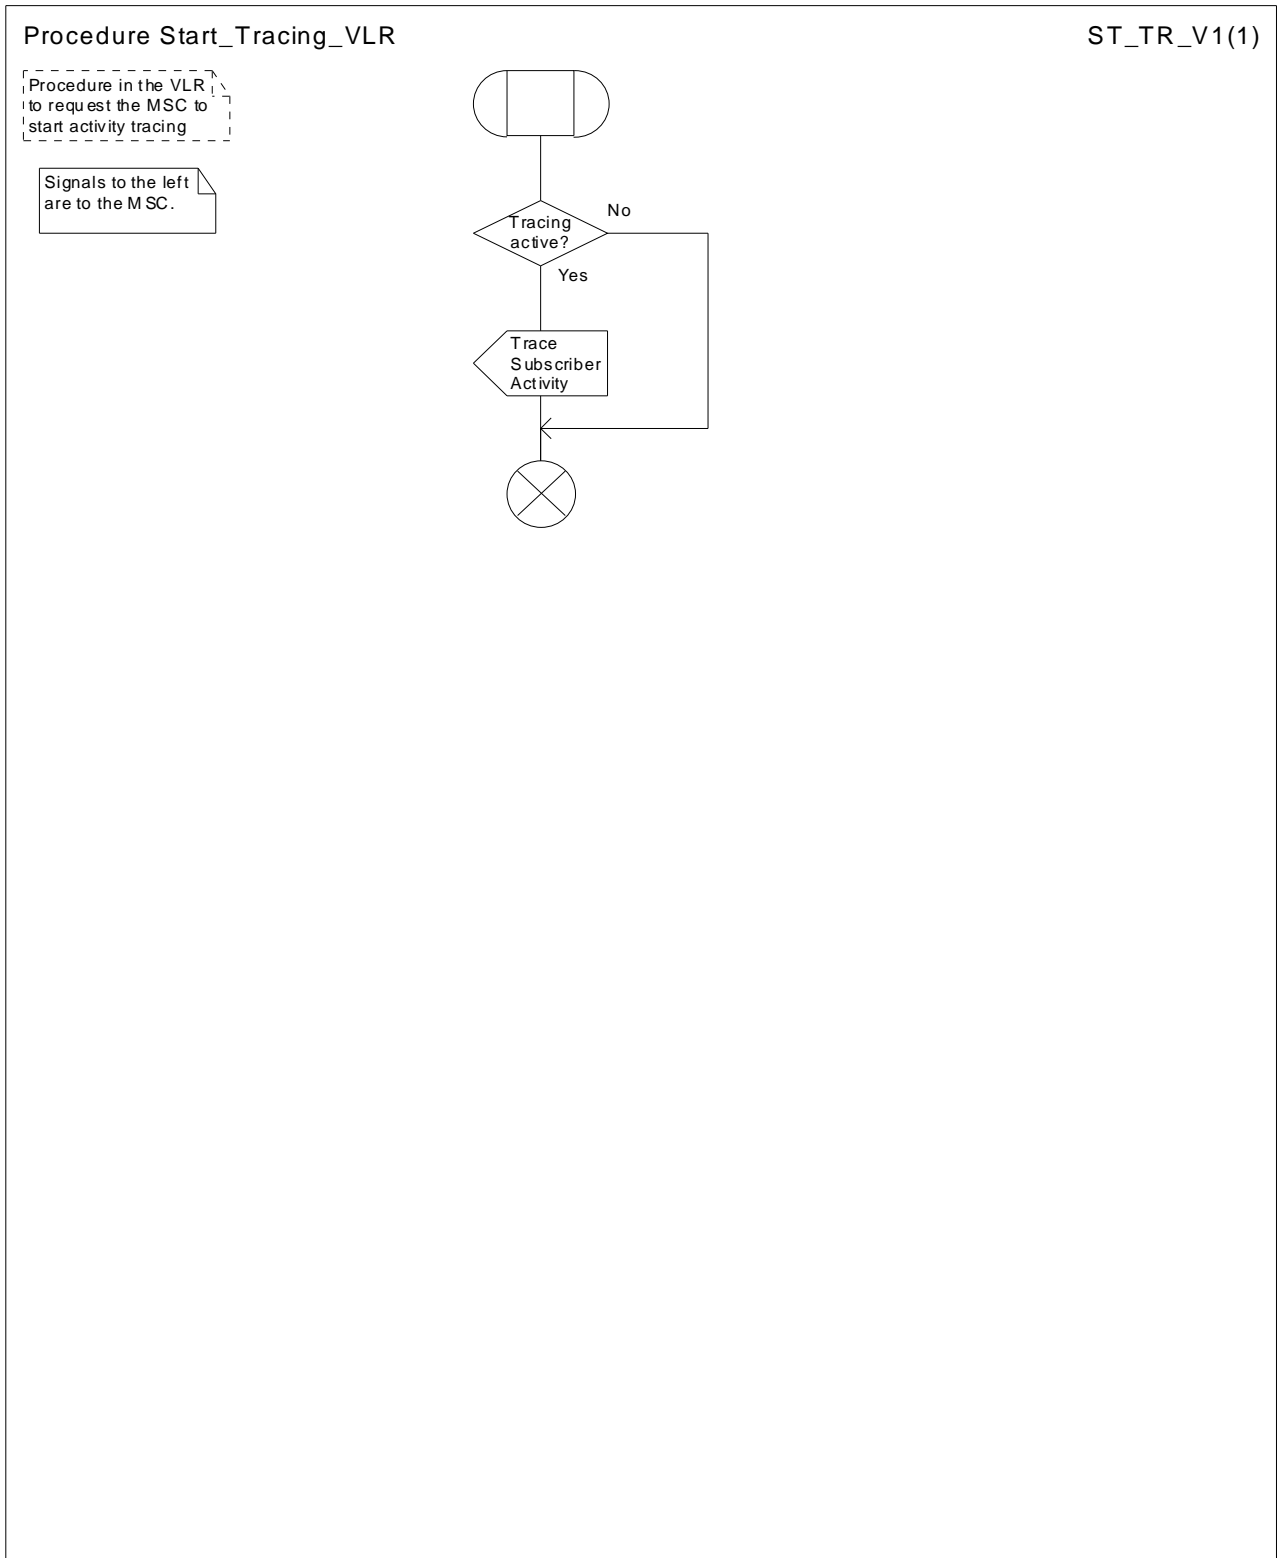 Procedure Start_Tracing_VLR
ST_TR_V1(1)
Procedure in the VLR
to request the MSC to
start activity tracing
Signals to the left
are to the MSC.
Tracing
active?
No
Yes
Trace
Subscriber
Activity